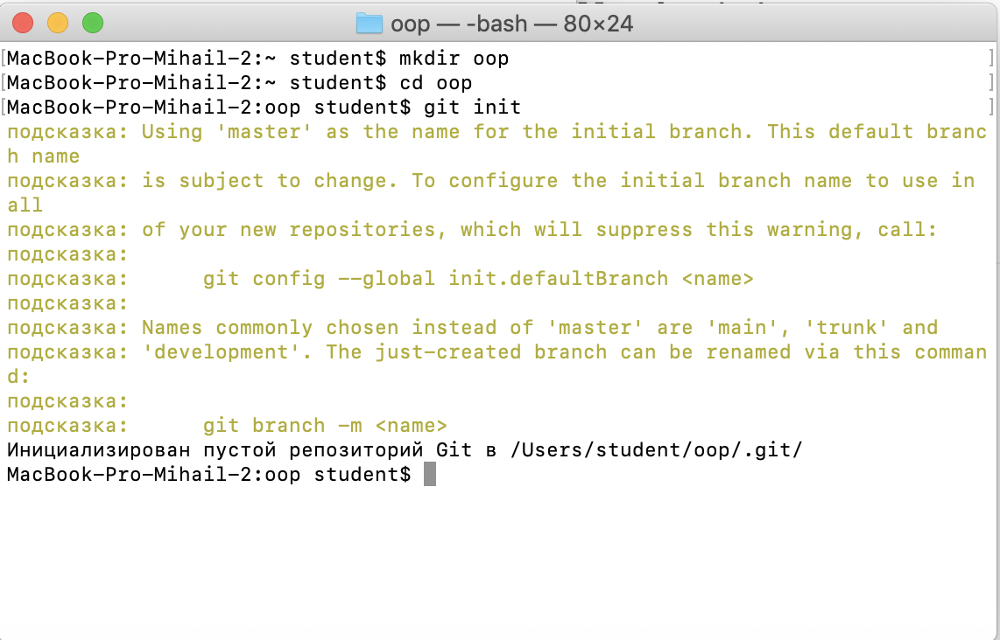 oop — -bash — 80×24
MacBook-Pro-Mihail-2:~ student$ mkdir oop
MacBook-Pro-Mihail-2:~ student$ cd oop
MacBook-Pro-Mihail-2:oop student$ git init
подсказка: Using 'master' as the name for the initial branch. This default branc
h name
подсказка: is subject to change. To configure the initial branch name to use in
all
подсказка: of your new repositories, which will suppress this warning, call:
подсказка:
подсказка: git config --global init.defaultBranch <name>
подсказка:
подсказка: Names commonly chosen instead of 'master' are 'main', 'trunk' and
подсказка: 'development'. The just-created branch can be renamed via this comman
d:
подсказка:
подсказка: git branch -m <name>
Инициализирован пустой репозиторий Git в /Users/student/oop/.git/
MacBook-Pro-Mihail-2:oop student$